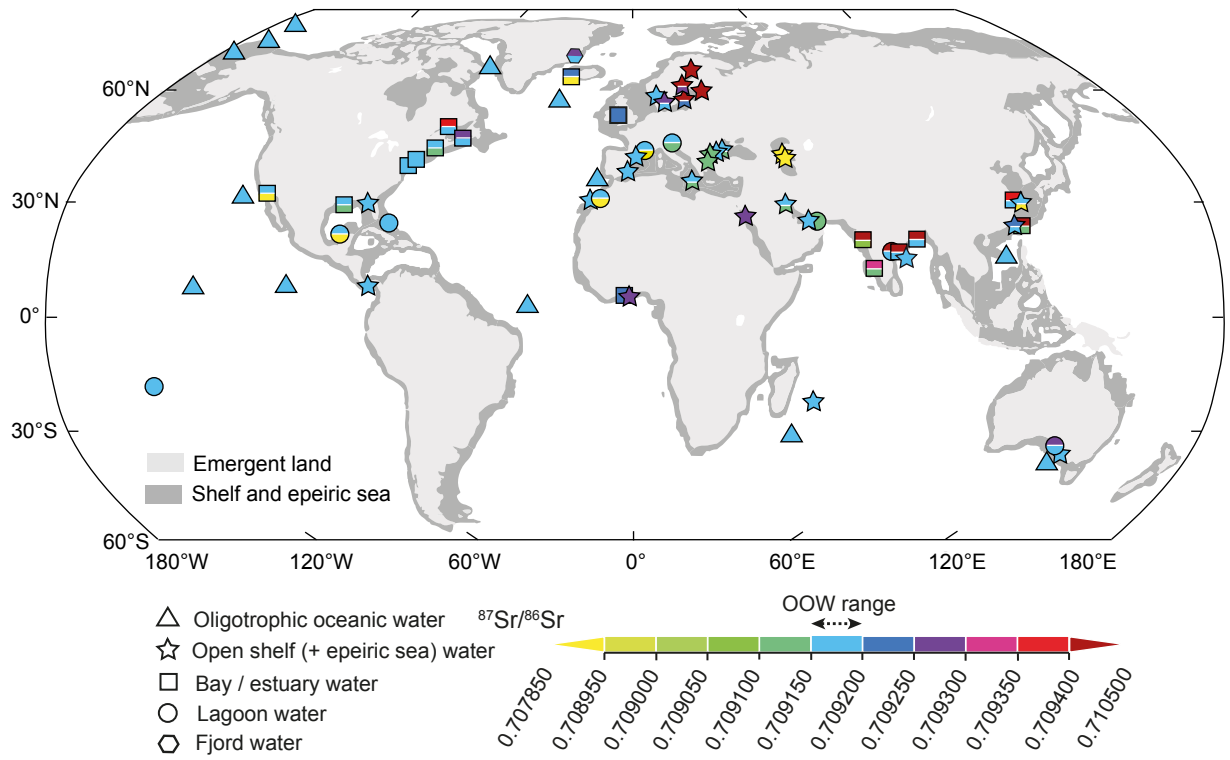 60°N
30°N
0°
30°S
60°S
Emergent land
Shelf and epeiric sea
180°W
120°W
60°W
0
60°E
120°E
180°E
Oligotrophic oceanic water
Open shelf (+ epeiric sea) water
Bay / estuary water
Lagoon water
Fjord water
⁸⁷Sr/⁸⁶Sr
OOW range
0.707850
0.708950
0.709000
0.709050
0.709100
0.709150
0.709200
0.709250
0.709300
0.709350
0.709400
0.710500